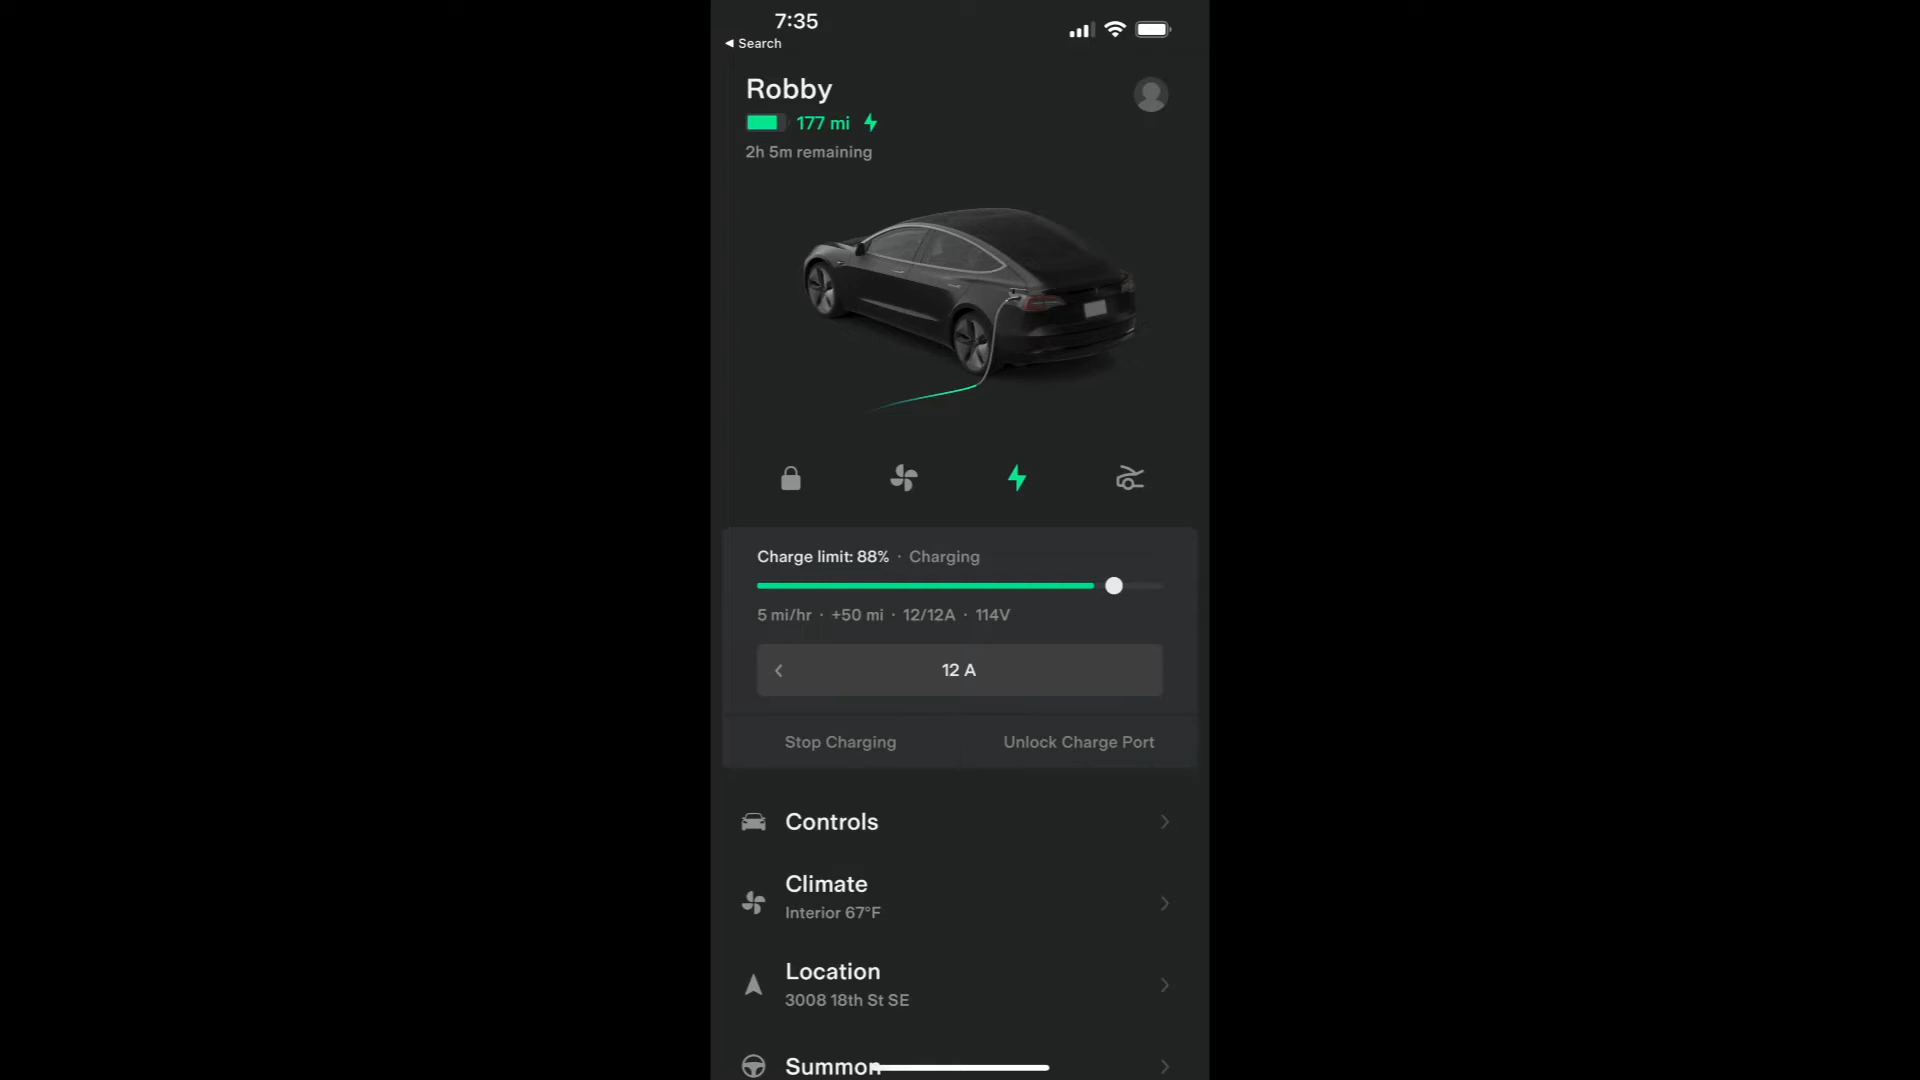 7:35
◀ Search
Robby
177 mi
2h 5m remaining
Charge limit: 88% · Charging
5 mi/hr · +50 mi · 12/12A · 114V
12 A
Stop Charging
Unlock Charge Port
Controls
Climate
Interior 67°F
Location
3008 18th St SE
Summon